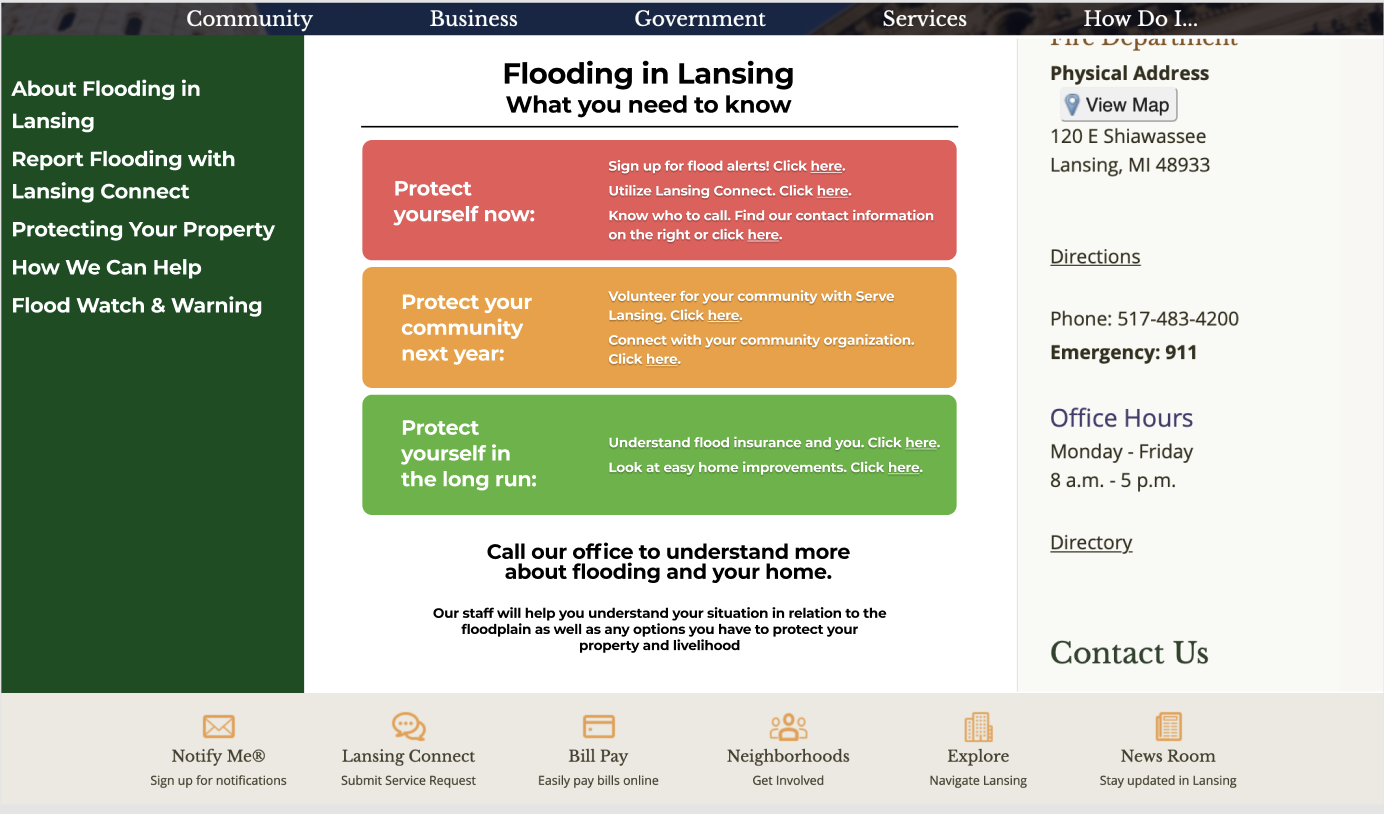 Community Business Government Services How Do I...
About Flooding in
Lansing
Report Flooding with
Lansing Connect
Protecting Your Property
How We Can Help
Flood Watch & Warning
Flooding in Lansing
What you need to know
Protect
yourself now:
Sign up for flood alerts! Click here.
Utilize Lansing Connect. Click here.
Know who to call. Find our contact information
on the right or click here.
Protect your
community
next year:
Volunteer for your community with Serve
Lansing. Click here.
Connect with your community organization.
Click here.
Protect
yourself in
the long run:
Understand flood insurance and you. Click here.
Look at easy home improvements. Click here.
Call our office to understand more
about flooding and your home.
Our staff will help you understand your situation in relation to the
floodplain as well as any options you have to protect your
property and livelihood
Fire Department
Physical Address
View Map
120 E Shiawassee
Lansing, MI 48933
Directions
Phone: 517-483-4200
Emergency: 911
Office Hours
Monday - Friday
8 a.m. - 5 p.m.
Directory
Contact Us
Notify Me®
Sign up for notifications
Lansing Connect
Submit Service Request
Bill Pay
Easily pay bills online
Neighborhoods
Get Involved
Explore
Navigate Lansing
News Room
Stay updated in Lansing